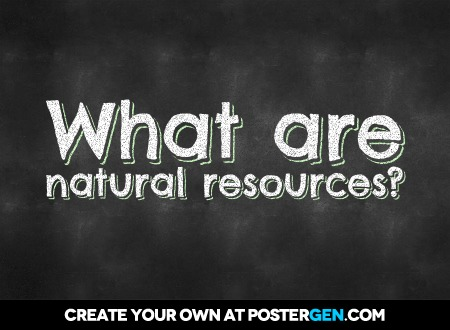 What are
natural resources?
CREATE YOUR OWN AT POSTERGEN.COM